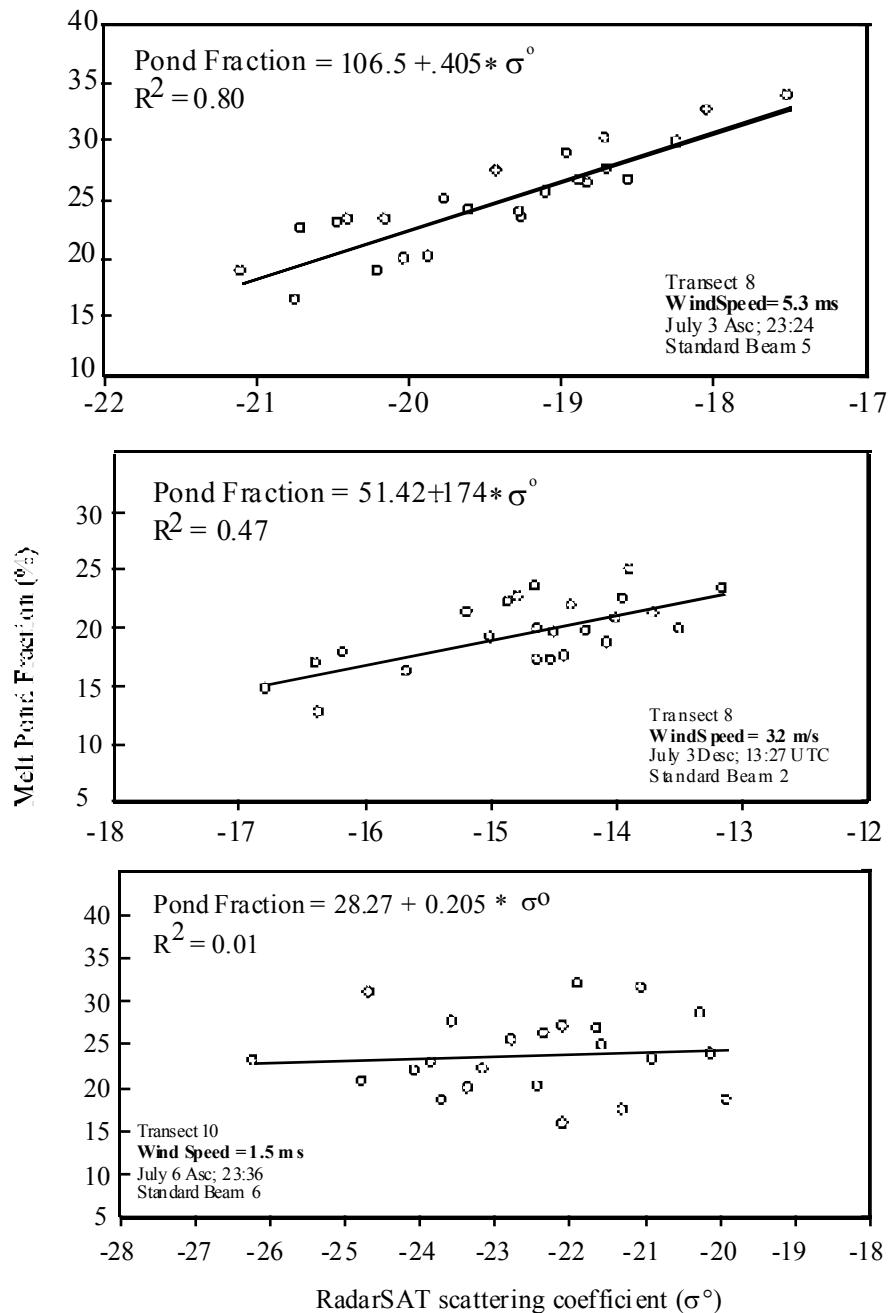 40
35
30
25
20
15
10
Pond Fraction = 106.5 +.405* σ°
R² = 0.80
Transect 8
WindSpeed= 5.3 ms
July 3 Asc; 23:24
Standard Beam 5
-22 -21 -20 -19 -18 -17
Melt Pond Fraction (%)
30
25
20
15
10
5
Pond Fraction = 51.42+174* σ°
R² = 0.47
Transect 8
WindSpeed= 32 m/s
July 3 Desc; 13:27 UTC
Standard Beam 2
-18 -17 -16 -15 -14 -13 -12
40
35
30
25
20
15
10
5
Pond Fraction = 28.27 + 0.205 * σo
R² = 0.01
Transect 10
Wind Speed = 1.5 m s
July 6 Asc; 23:36
Standard Beam 6
-28 -27 -26 -25 -24 -23 -22 -21 -20 -19 -18
RadarSAT scattering coefficient (σ°)